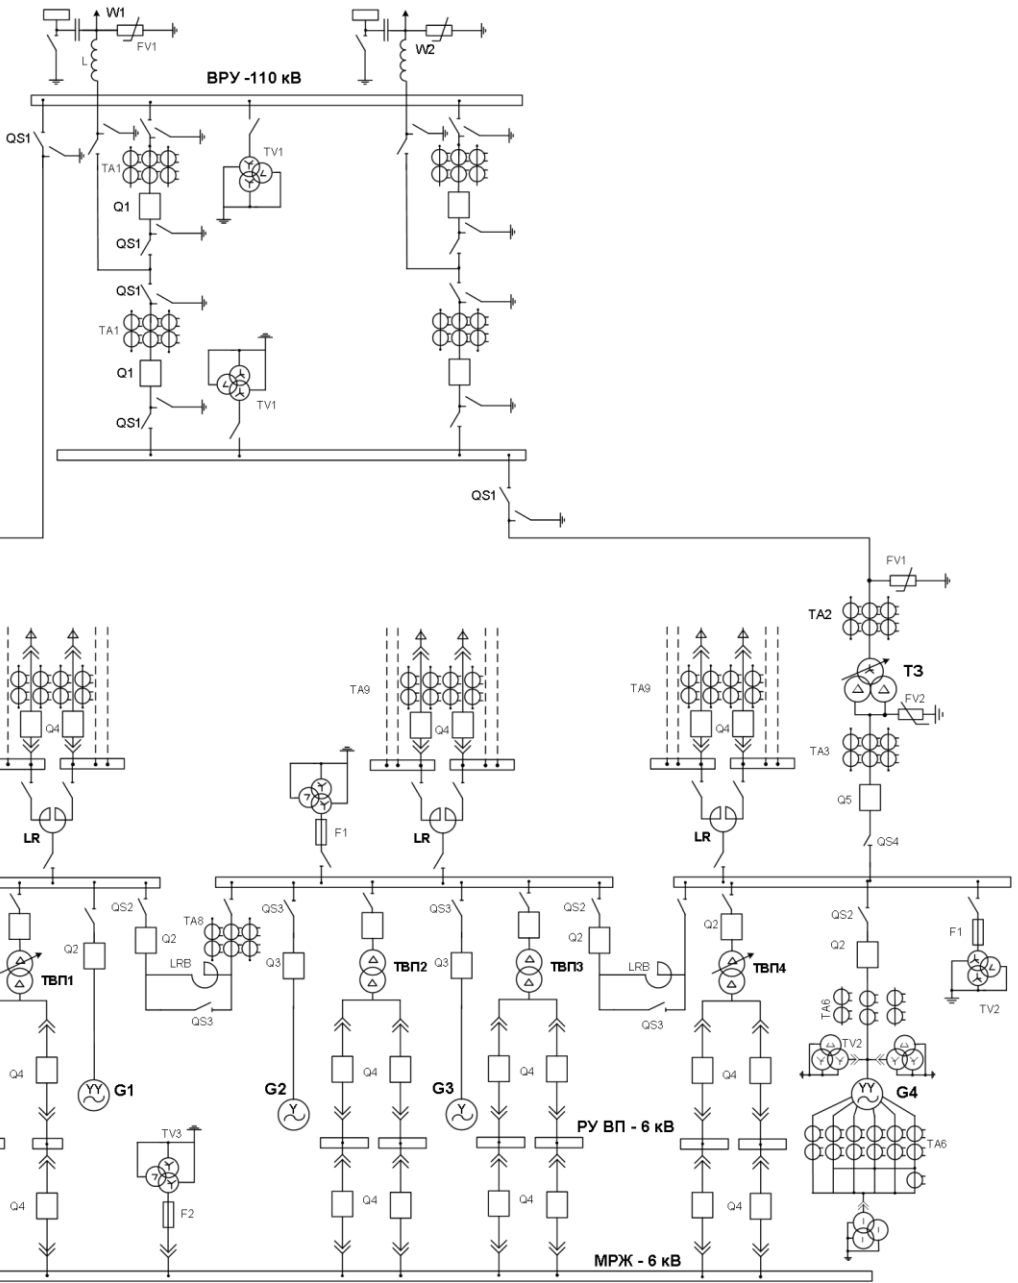 W1
FV1
L
W2
ВРУ -110 кВ
QS1
TA1
TV1
Q1
QS1
QS1
TA1
Q1
TV1
QS1
QS1
FV1
TA2
T3
FV2
TA9
Q4
TA9
Q4
Q4
TA3
Q5
F1
LR
LR
LR
QS4
QS2
TA8
QS3
QS3
QS2
Q2
QS2
F1
Q2
Q2
Q3
Q3
Q2
Q2
ТВП1
LRB
ТВП2
ТВП3
LRB
ТВП4
QS3
QS3
TA6
TV2
TV2
Q4
Q4
Q4
Q4
G1
G2
G3
G4
РУ ВП - 6 кВ
TV3
TA6
Q4
F2
Q4
Q4
Q4
МРЖ - 6 кВ